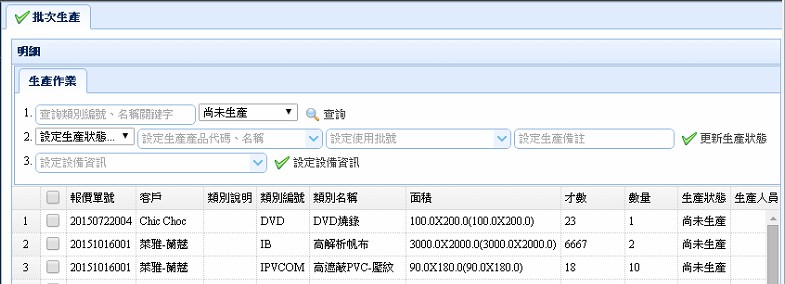 批次生產
明細
生產作業
1. 查詢類別編號、名稱關鍵字 尚未生產 查詢
2. 設定生產狀態... 設定生產產品代碼、名稱 設定使用批號 設定生產備註 更新生產狀態
3. 設定設備資訊 設定設備資訊
報價單號 客戶 類別說明 類別編號 類別名稱 面積 才數 數量 生產狀態 生產人員
1 20150722004 Chic Choc DVD DVD燒錄 100.0X200.0(100.0X200.0) 23 1 尚未生產
2 20151016001 萊雅-蘭蔻 IB 高解析帆布 3000.0X2000.0(3000.0X2000.0) 6667 2 尚未生產
3 20151016001 萊雅-蘭蔻 IPVCOM 高遮蔽PVC-壓紋 90.0X180.0(90.0X180.0) 18 10 尚未生產